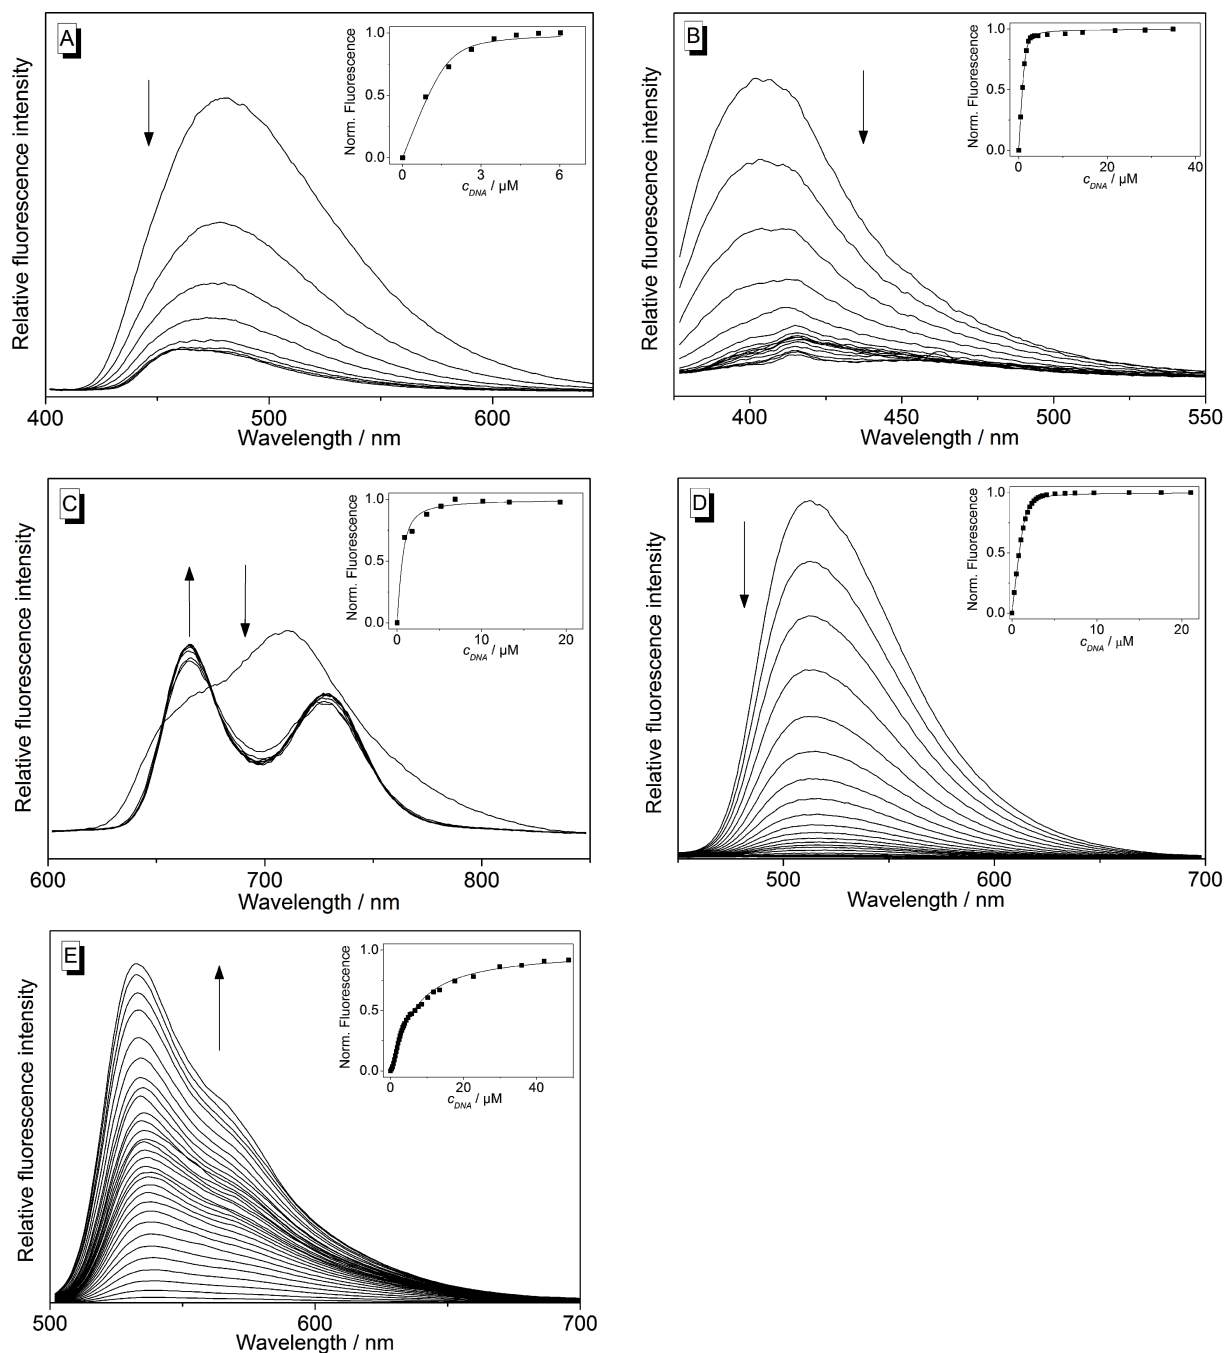 A
Relative fluorescence intensity
400 500 600
Wavelength / nm
Norm. Fluorescence
1.0
0.5
0.0
0 3 6
cDNA / µM
B
Relative fluorescence intensity
400 450 500 550
Wavelength / nm
Norm. Fluorescence
1.0
0.5
0.0
0 20 40
cDNA / µM
C
Relative fluorescence intensity
600 700 800
Wavelength / nm
Norm. Fluorescence
1.0
0.5
0.0
0 10 20
cDNA / µM
D
Relative fluorescence intensity
500 600 700
Wavelength / nm
Norm. Fluorescence
1.0
0.5
0.0
0 10 20
cDNA / µM
E
Relative fluorescence intensity
500 600 700
Wavelength / nm
Norm. Fluorescence
1.0
0.5
0.0
0 20 40
cDNA / µM